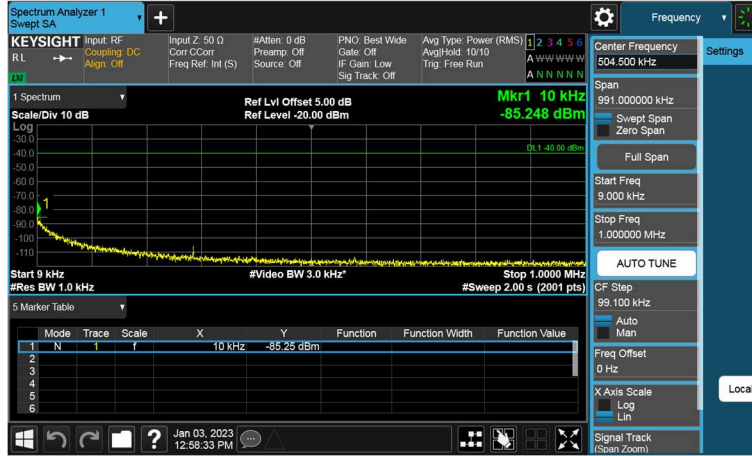 Spectrum Analyzer 1
Swept SA
Frequency
KEYSIGHT
RL
LXI
Input: RF
Coupling: DC
Align: Off
Input Z: 50 Ω
Corr CCorr
Freq Ref: Int (S)
#Atten: 0 dB
Preamp: Off
Source: Off
PNO: Best Wide
Gate: Off
IF Gain: Low
Sig Track: Off
Avg Type: Power (RMS)
Avg|Hold: 10/10
Trig: Free Run
1 2 3 4 5 6
A W W W W W
A N N N N N
1 Spectrum
Scale/Div 10 dB
Ref Lvl Offset 5.00 dB
Ref Level -20.00 dBm
Mkr1 10 kHz
-85.248 dBm
Log
-30.0
-40.0
-50.0
-60.0
-70.0
-80.0
-90.0
-100
-110
DL1 -40.00 dBm
1
Start 9 kHz
#Res BW 1.0 kHz
#Video BW 3.0 kHz*
Stop 1.0000 MHz
#Sweep 2.00 s (2001 pts)
5 Marker Table
Mode Trace Scale X Y Function Function Width Function Value
1 N 1 f 10 kHz -85.25 dBm
2
3
4
5
6
Jan 03, 2023
12:58:33 PM
Center Frequency
504.500 kHz
Settings
Span
991.000000 kHz
Swept Span
Zero Span
Full Span
Start Freq
9.000 kHz
Stop Freq
1.000000 MHz
AUTO TUNE
CF Step
99.100 kHz
Auto
Man
Freq Offset
0 Hz
X Axis Scale
Log
Lin
Local
Signal Track
(Span Zoom)